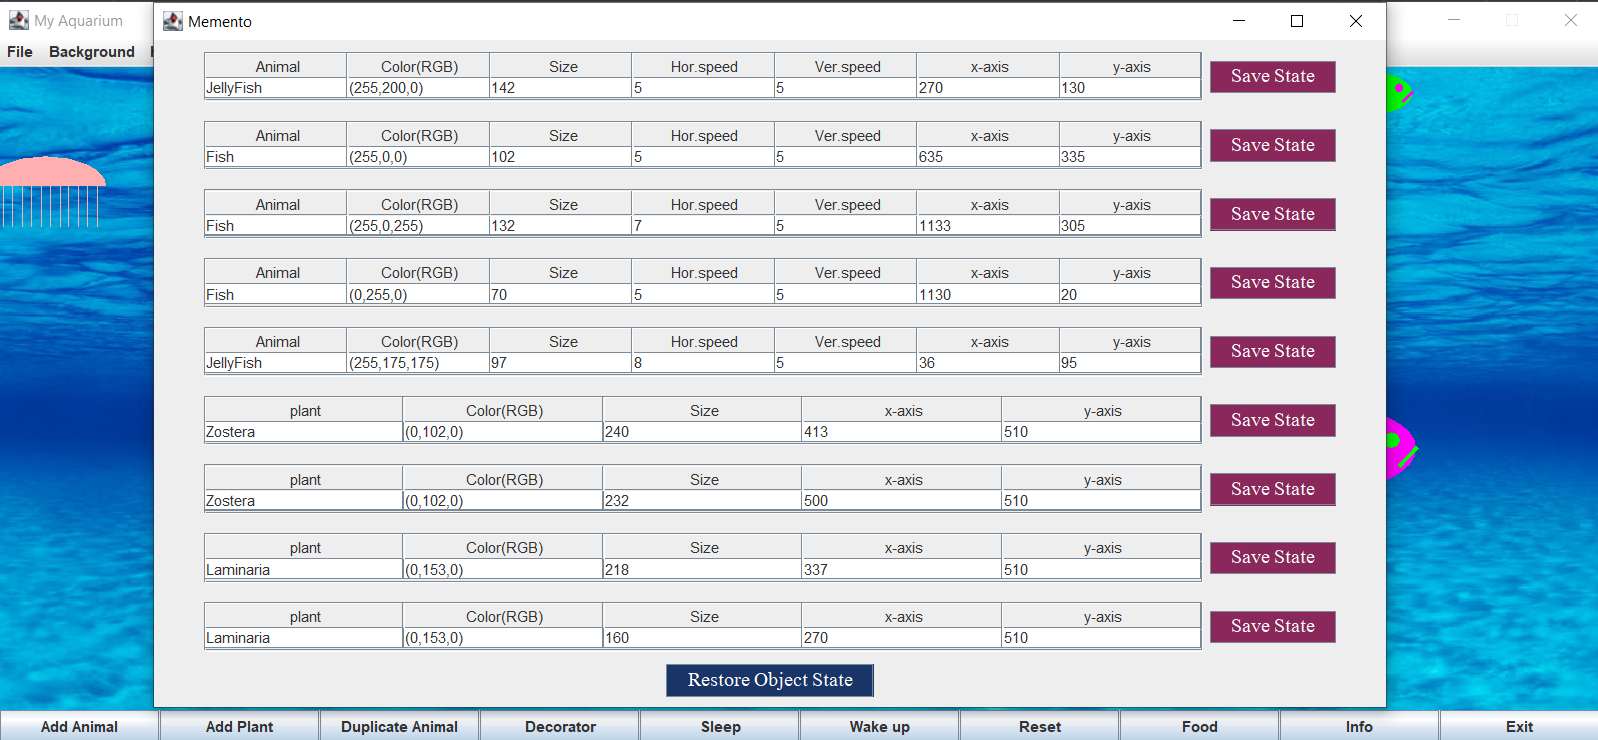 My Aquarium
Memento
File Background
Animal Color(RGB) Size Hor.speed Ver.speed x-axis y-axis
JellyFish (255,200,0) 142 5 5 270 130
Save State
Animal Color(RGB) Size Hor.speed Ver.speed x-axis y-axis
Fish (255,0,0) 102 5 5 635 335
Save State
Animal Color(RGB) Size Hor.speed Ver.speed x-axis y-axis
Fish (255,0,255) 132 7 5 1133 305
Save State
Animal Color(RGB) Size Hor.speed Ver.speed x-axis y-axis
Fish (0,255,0) 70 5 5 1130 20
Save State
Animal Color(RGB) Size Hor.speed Ver.speed x-axis y-axis
JellyFish (255,175,175) 97 8 5 36 95
Save State
plant Color(RGB) Size x-axis y-axis
Zostera (0,102,0) 240 413 510
Save State
plant Color(RGB) Size x-axis y-axis
Zostera (0,102,0) 232 500 510
Save State
plant Color(RGB) Size x-axis y-axis
Laminaria (0,153,0) 218 337 510
Save State
plant Color(RGB) Size x-axis y-axis
Laminaria (0,153,0) 160 270 510
Save State
Restore Object State
Add Animal Add Plant Duplicate Animal Decorator Sleep Wake up Reset Food Info Exit